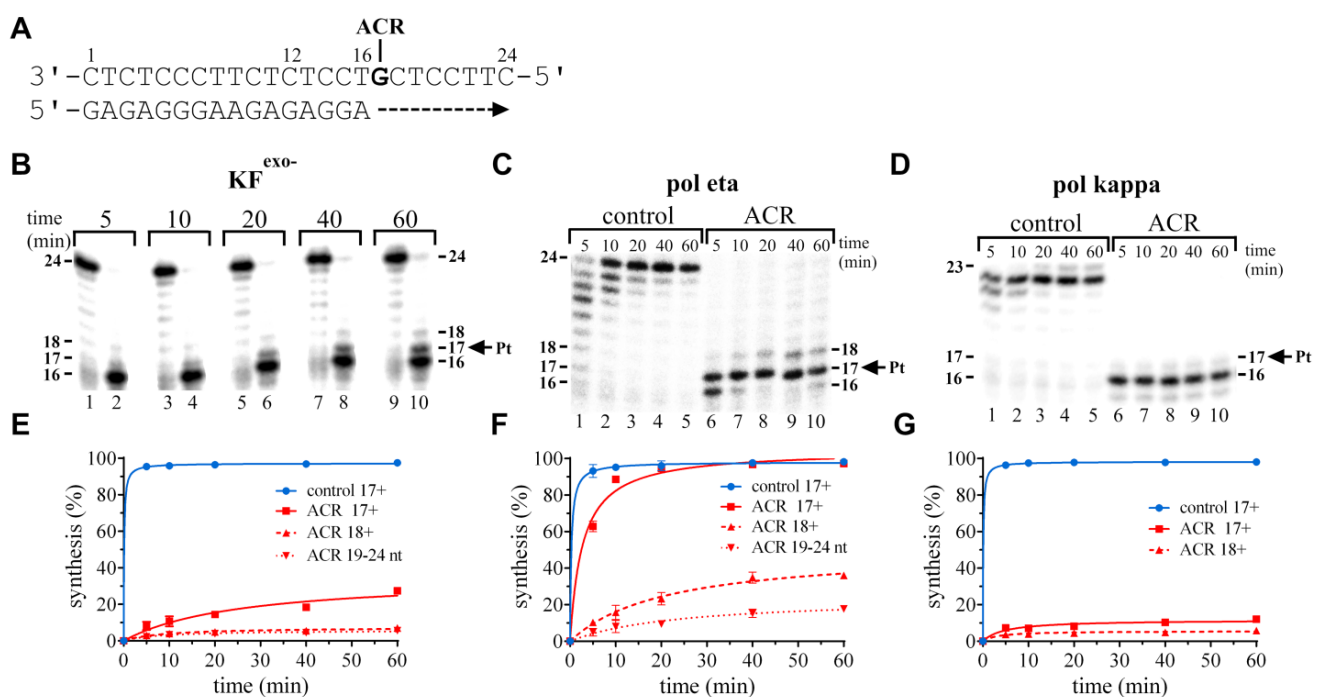 A
ACR
1 12 16 24
3'-CTCTCCCTTCTCTCCTGCTCCTTC-5'
5'-GAGAGGGAAGAGAGGA
B
KF exo-
time (min)
5 10 20 40 60
24
18
17
16
24
18
17 Pt
16
1 2 3 4 5 6 7 8 9 10
C
pol eta
control ACR
5 10 20 40 60 5 10 20 40 60 time (min)
24
18
17
16
18
17 Pt
16
1 2 3 4 5 6 7 8 9 10
D
pol kappa
control ACR
5 10 20 40 60 5 10 20 40 60 time (min)
23
17
16
17 Pt
16
1 2 3 4 5 6 7 8 9 10
E
synthesis (%)
100
80
60
40
20
0
control 17+
ACR 17+
ACR 18+
ACR 19-24 nt
0 10 20 30 40 50 60
time (min)
F
synthesis (%)
100
80
60
40
20
0
control 17+
ACR 17+
ACR 18+
ACR 19-24 nt
0 10 20 30 40 50 60
time (min)
G
synthesis (%)
100
80
60
40
20
0
control 17+
ACR 17+
ACR 18+
0 10 20 30 40 50 60
time (min)